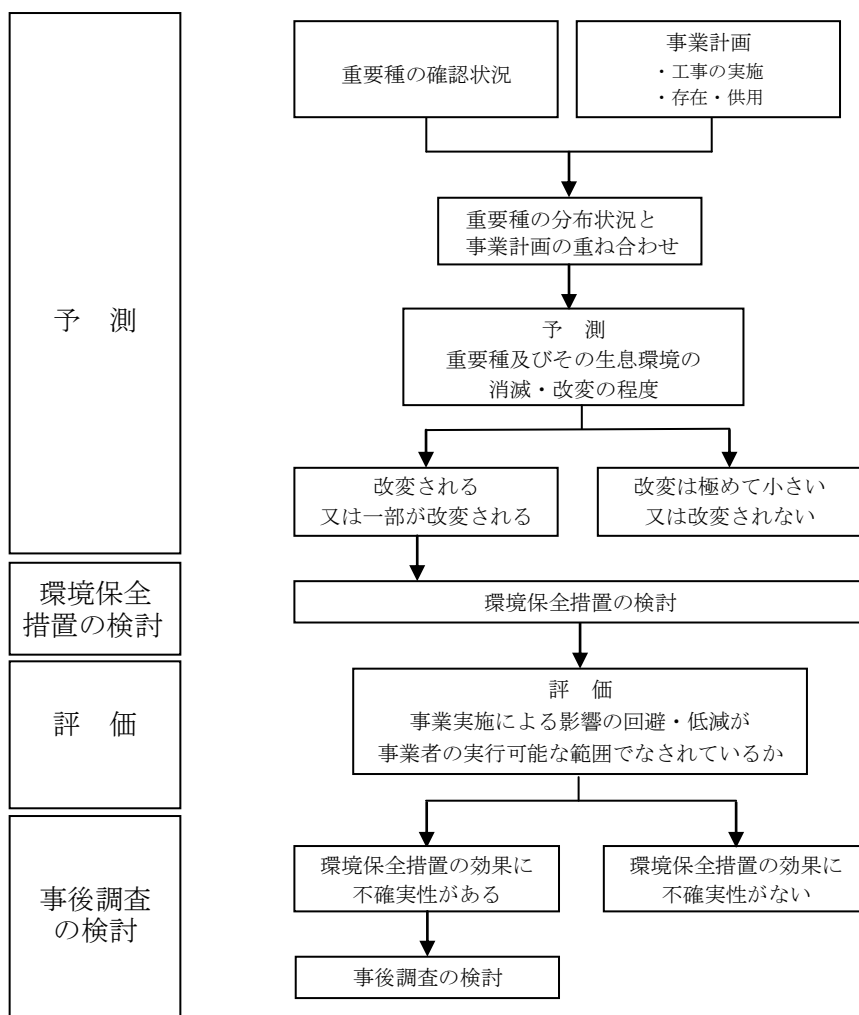 予 測
重要種の確認状況
事業計画
・工事の実施
・存在・供用
重要種の分布状況と
事業計画の重ね合わせ
予 測
重要種及びその生息環境の
消滅・改変の程度
改変される
又は一部が改変される
改変は極めて小さい
又は改変されない
環境保全
措置の検討
環境保全措置の検討
評 価
評 価
事業実施による影響の回避・低減が
事業者の実行可能な範囲でなされているか
事後調査
の検討
環境保全措置の効果に
不確実性がある
環境保全措置の効果に
不確実性がない
事後調査の検討